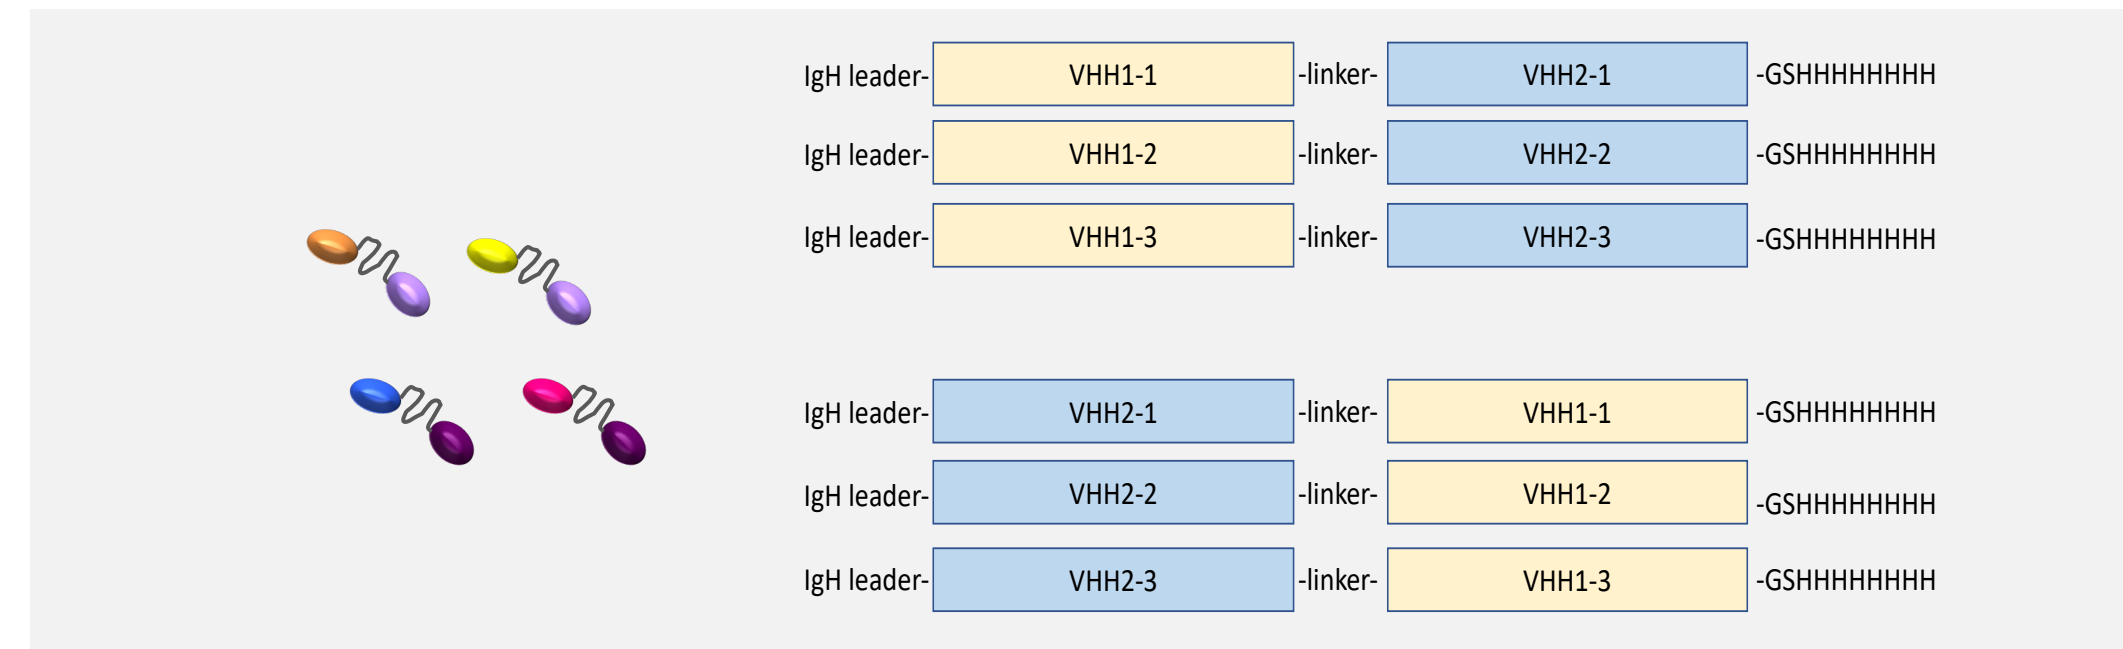 IgH leader- VHH1-1 -linker- VHH2-1 -GSHHHHHHHH
IgH leader- VHH1-2 -linker- VHH2-2 -GSHHHHHHHH
IgH leader- VHH1-3 -linker- VHH2-3 -GSHHHHHHHH
IgH leader- VHH2-1 -linker- VHH1-1 -GSHHHHHHHH
IgH leader- VHH2-2 -linker- VHH1-2 -GSHHHHHHHH
IgH leader- VHH2-3 -linker- VHH1-3 -GSHHHHHHHH